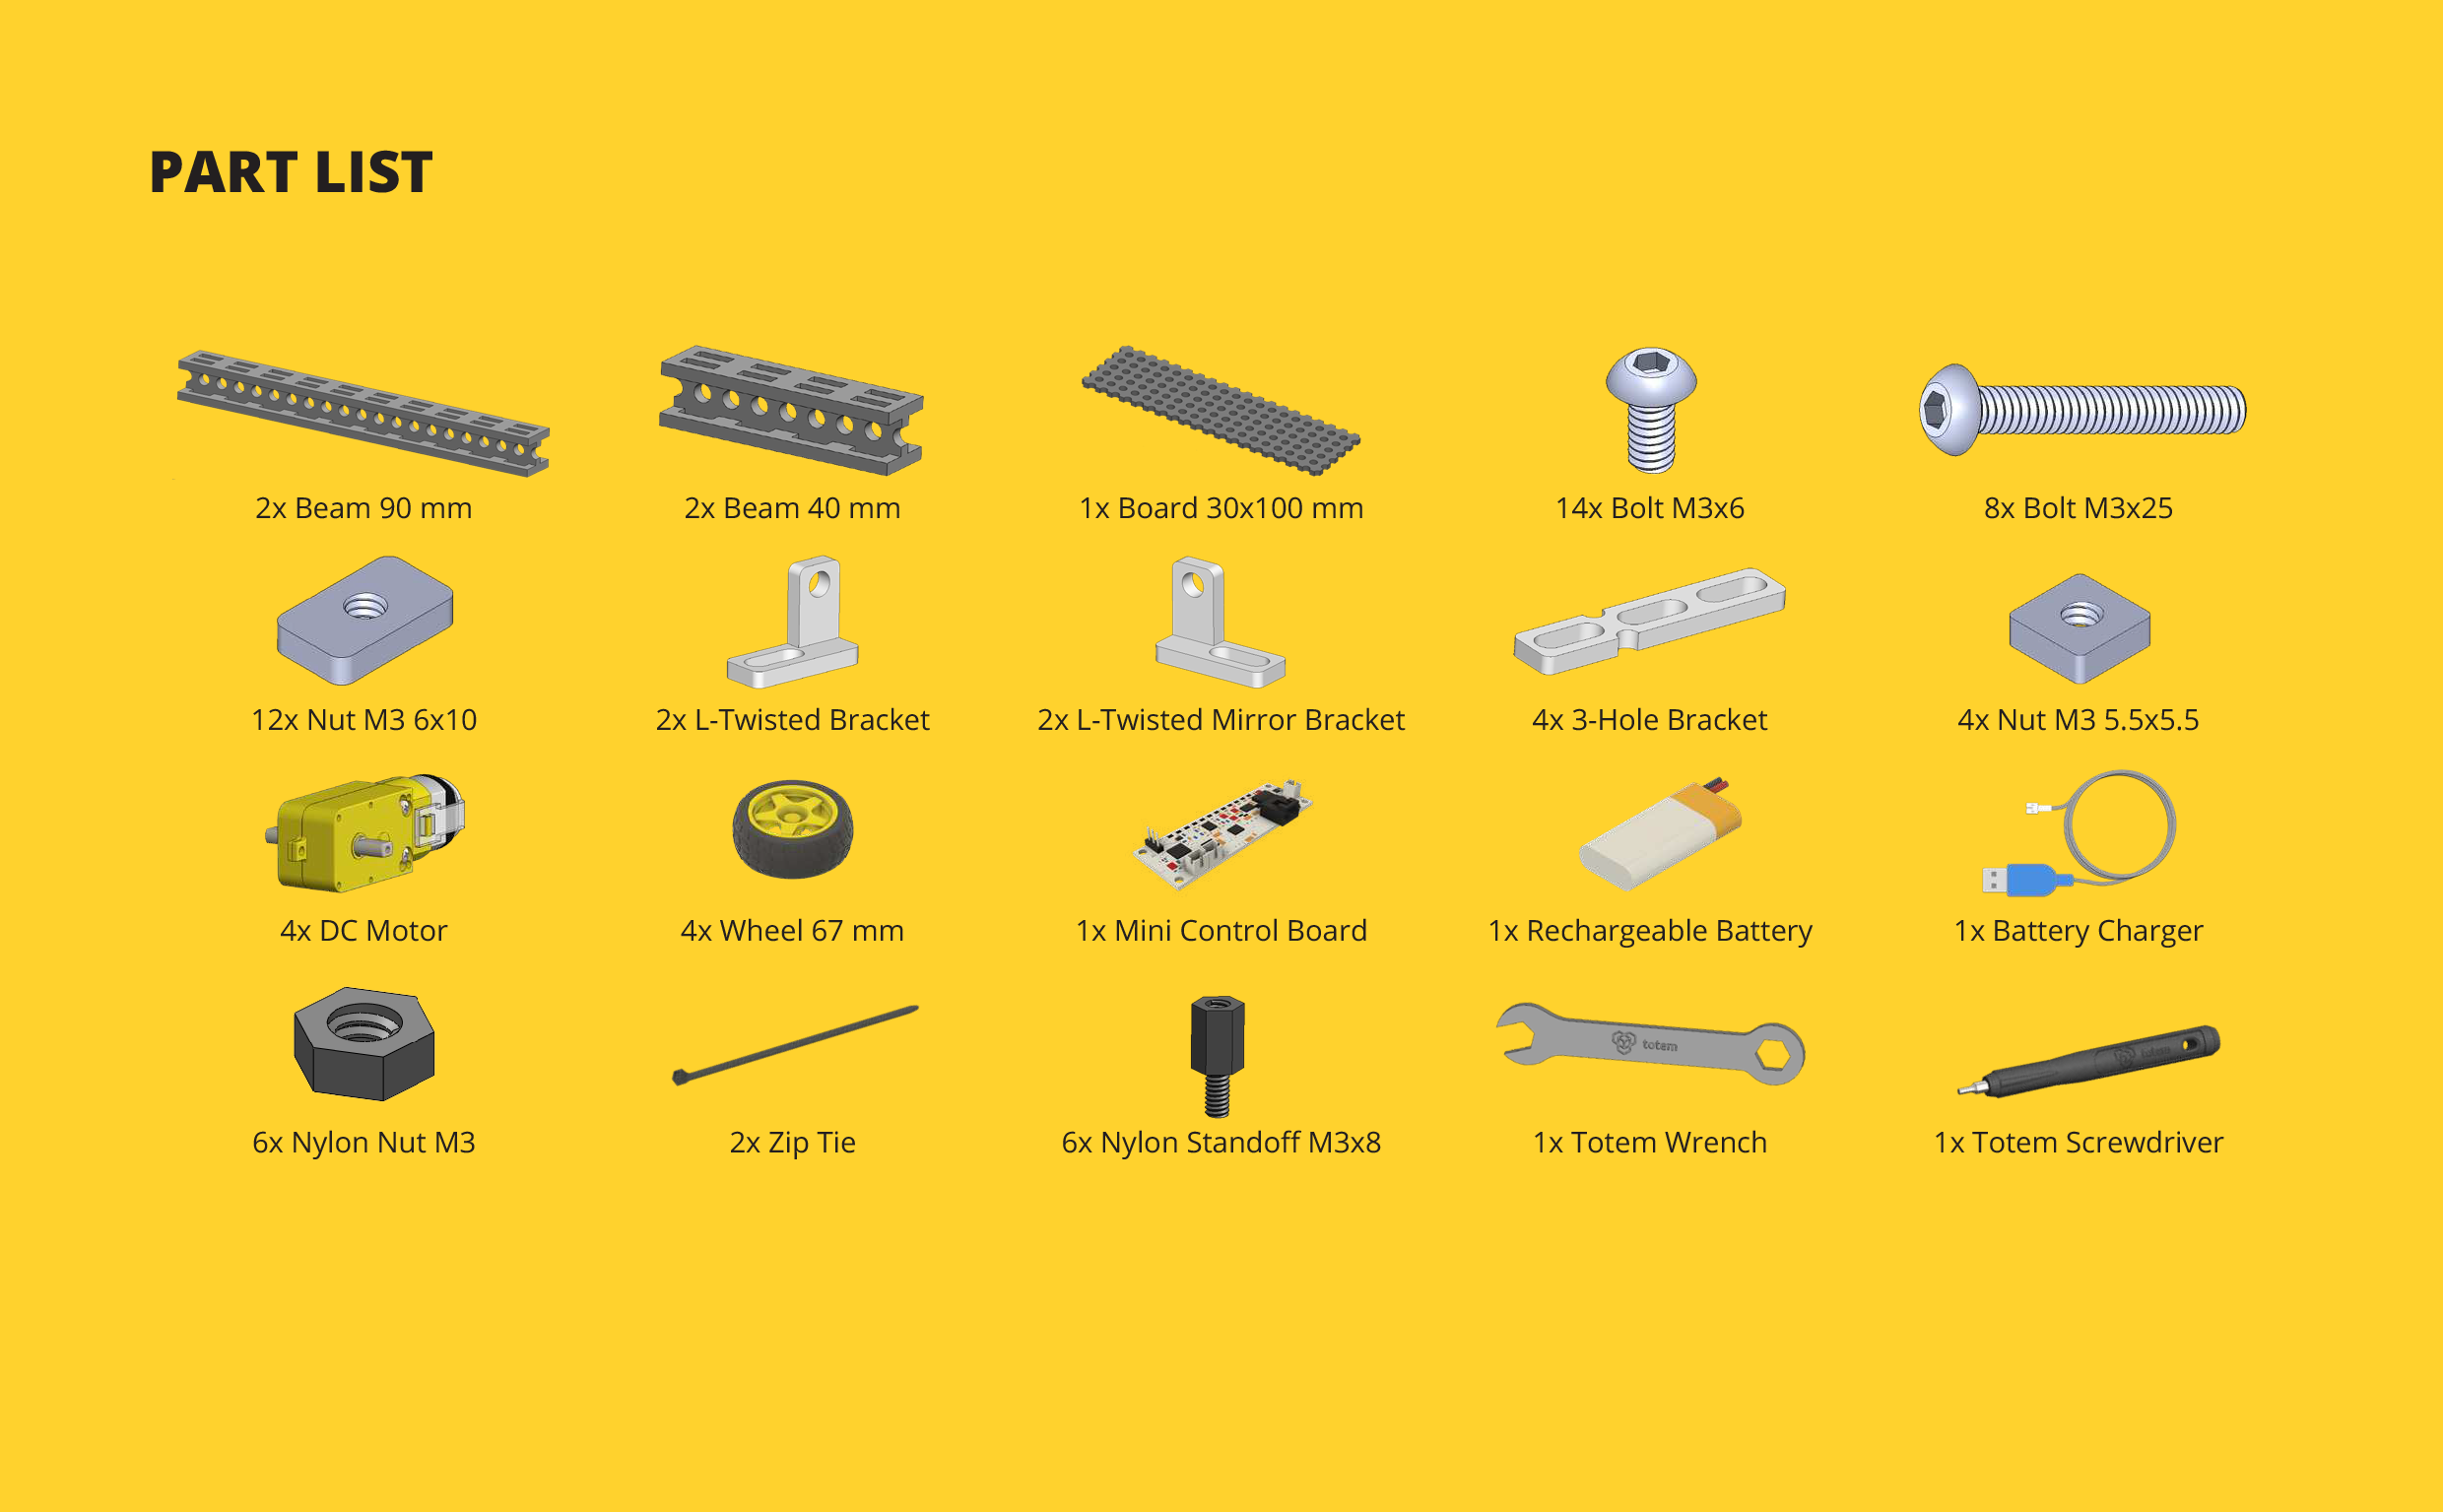 PART LIST
2x Beam 90 mm
2x Beam 40 mm
1x Board 30x100 mm
14x Bolt M3x6
8x Bolt M3x25
12x Nut M3 6x10
2x L-Twisted Bracket
2x L-Twisted Mirror Bracket
4x 3-Hole Bracket
4x Nut M3 5.5x5.5
4x DC Motor
4x Wheel 67 mm
1x Mini Control Board
1x Rechargeable Battery
1x Battery Charger
totem
totem
6x Nylon Nut M3
2x Zip Tie
6x Nylon Standoff M3x8
1x Totem Wrench
1x Totem Screwdriver